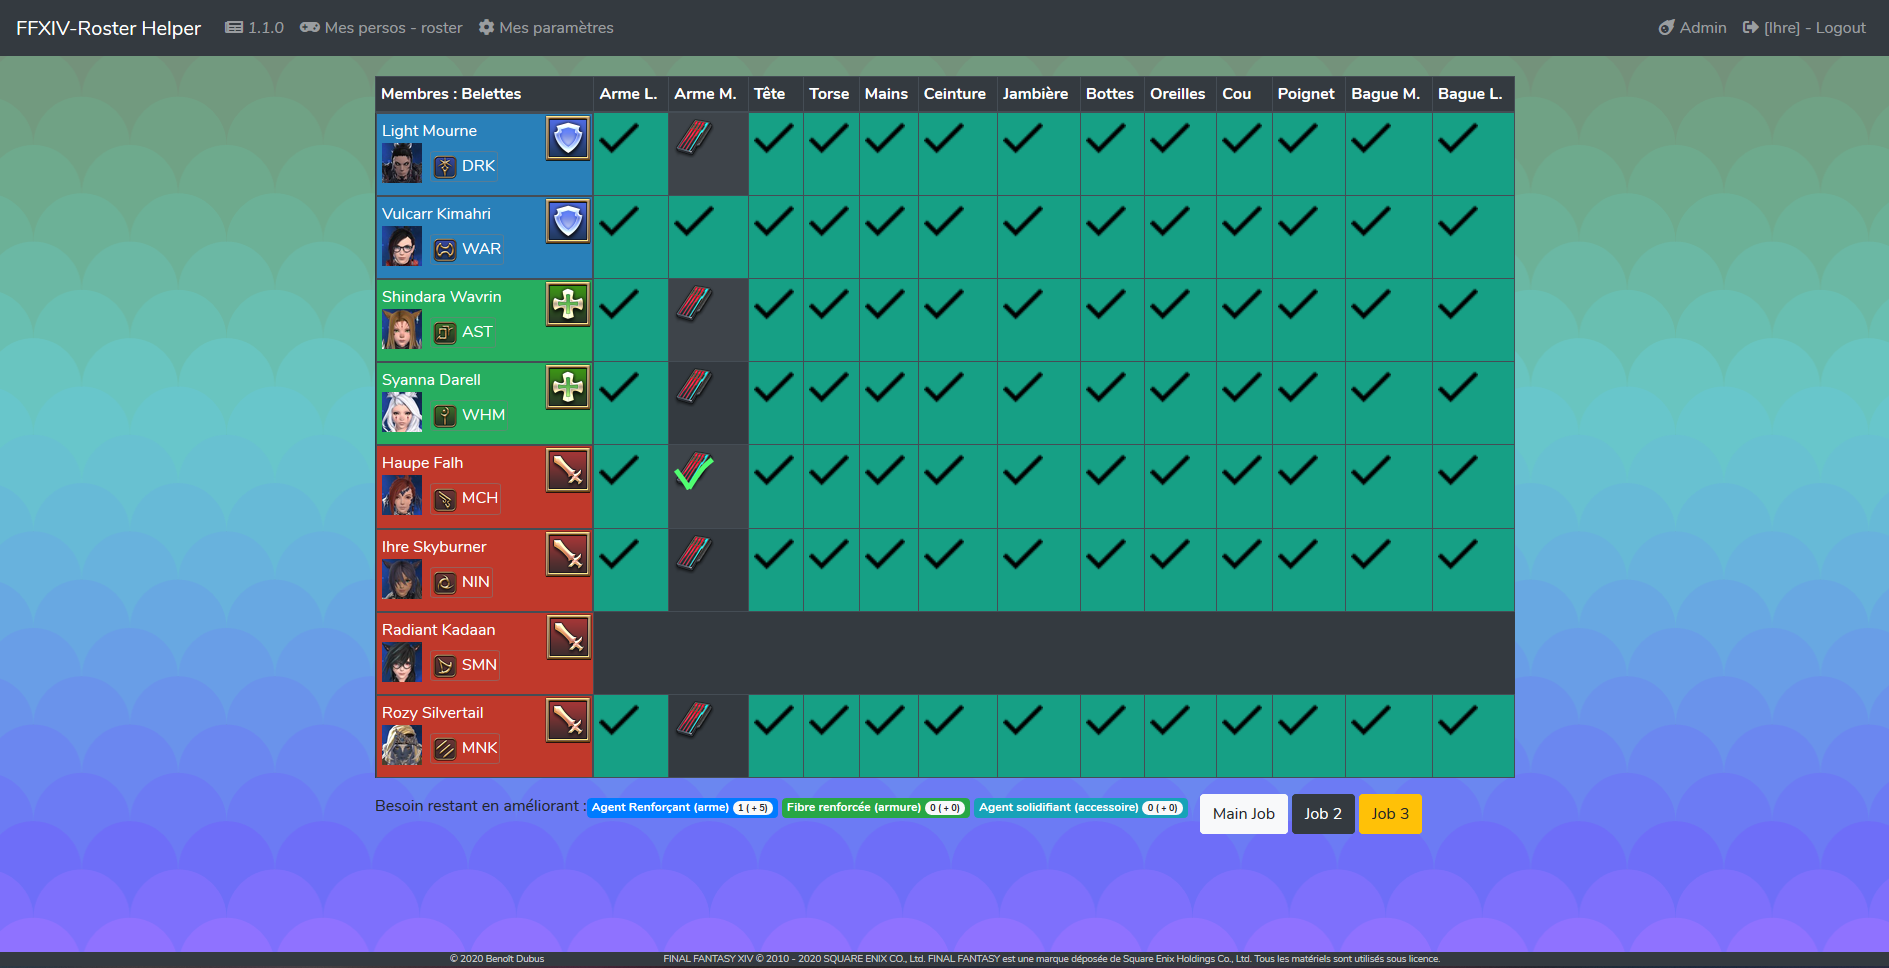 FFXIV-Roster Helper 1.1.0 Mes persos - roster Mes paramètres Admin [Ihre] - Logout
Membres : Belettes Arme L. Arme M. Tête Torse Mains Ceinture Jambière Bottes Oreilles Cou Poignet Bague M. Bague L.
Light Mourne
DRK
Vulcarr Kimahri
WAR
Shindara Wavrin
AST
Syanna Darell
WHM
Haupe Falh
MCH
Ihre Skyburner
NIN
Radiant Kadaan
SMN
Rozy Silvertail
MNK
Besoin restant en améliorant : Agent Renforçant (arme) 1 ( + 5) Fibre renforcée (armure) 0 ( + 0) Agent solidifiant (accessoire) 0 ( + 0) Main Job Job 2 Job 3
© 2020 Benoît Dubus FINAL FANTASY XIV © 2010 - 2020 SQUARE ENIX CO., Ltd. FINAL FANTASY est une marque déposée de Square Enix Holdings Co., Ltd. Tous les matériels sont utilisés sous licence.